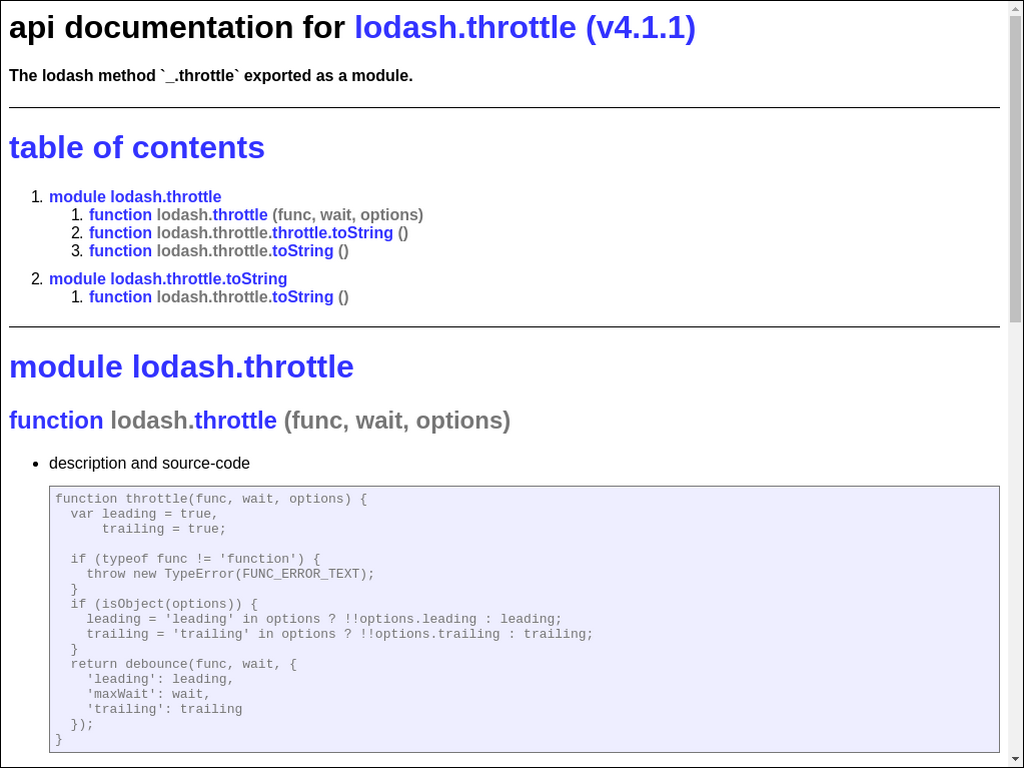 api documentation for lodash.throttle (v4.1.1)
The lodash method `_.throttle` exported as a module.
table of contents
1. module lodash.throttle
1. function lodash.throttle (func, wait, options)
2. function lodash.throttle.throttle.toString ()
3. function lodash.throttle.toString ()
2. module lodash.throttle.toString
1. function lodash.throttle.toString ()
module lodash.throttle
function lodash.throttle (func, wait, options)
• description and source-code
function throttle(func, wait, options) {
  var leading = true,
      trailing = true;

  if (typeof func != 'function') {
    throw new TypeError(FUNC_ERROR_TEXT);
  }
  if (isObject(options)) {
    leading = 'leading' in options ? !!options.leading : leading;
    trailing = 'trailing' in options ? !!options.trailing : trailing;
  }
  return debounce(func, wait, {
    'leading': leading,
    'maxWait': wait,
    'trailing': trailing
  });
}